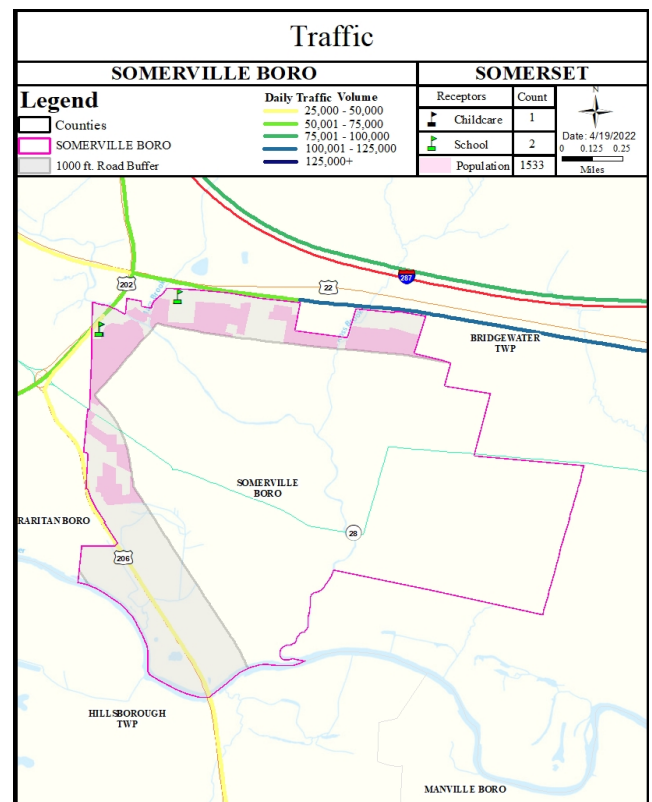 Traffic
SOMERVILLE BORO
SOMERSET
Legend
Counties
SOMERVILLE BORO
1000 ft. Road Buffer
Daily Traffic Volume
25,000 - 50,000
50,001 - 75,000
75,001 - 100,000
100,001 - 125,000
125,000+
Receptors Count
Childcare 1
School 2
Population 1533
N
Date: 4/19/2022
0 0.125 0.25
Miles
202
22
287
BRIDGEWATER
TWP
SOMERVILLE
BORO
RARITAN BORO
28
206
HILLSBOROUGH
TWP
MANVILLE BORO